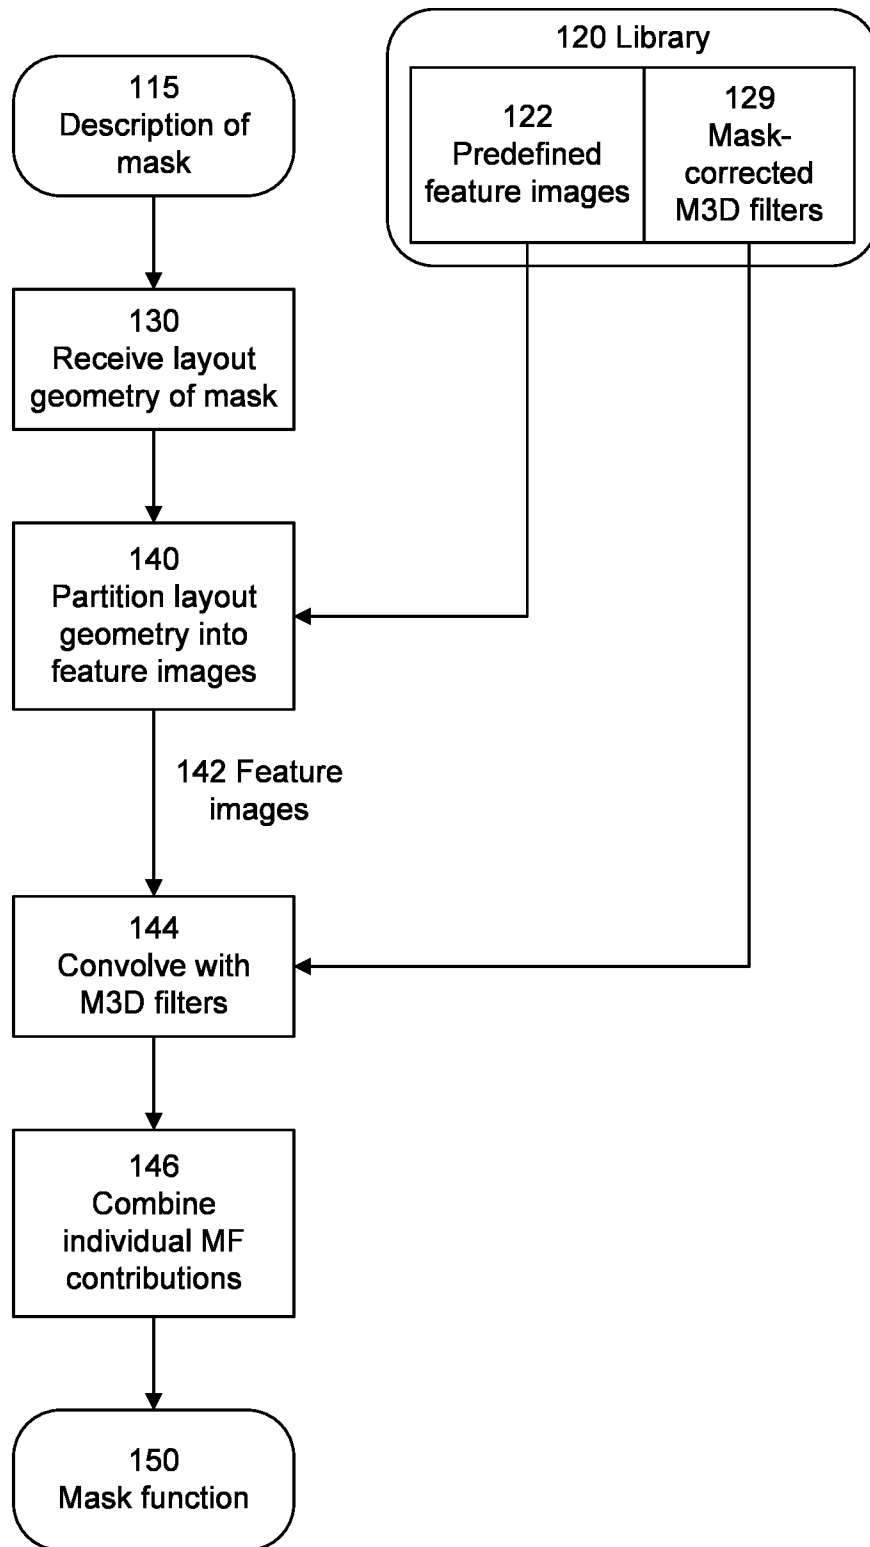 120 Library
115
Description of
mask
122
Predefined
feature images
129
Mask-
corrected
M3D filters
130
Receive layout
geometry of mask
140
Partition layout
geometry into
feature images
142 Feature
images
144
Convolve with
M3D filters
146
Combine
individual MF
contributions
150
Mask function